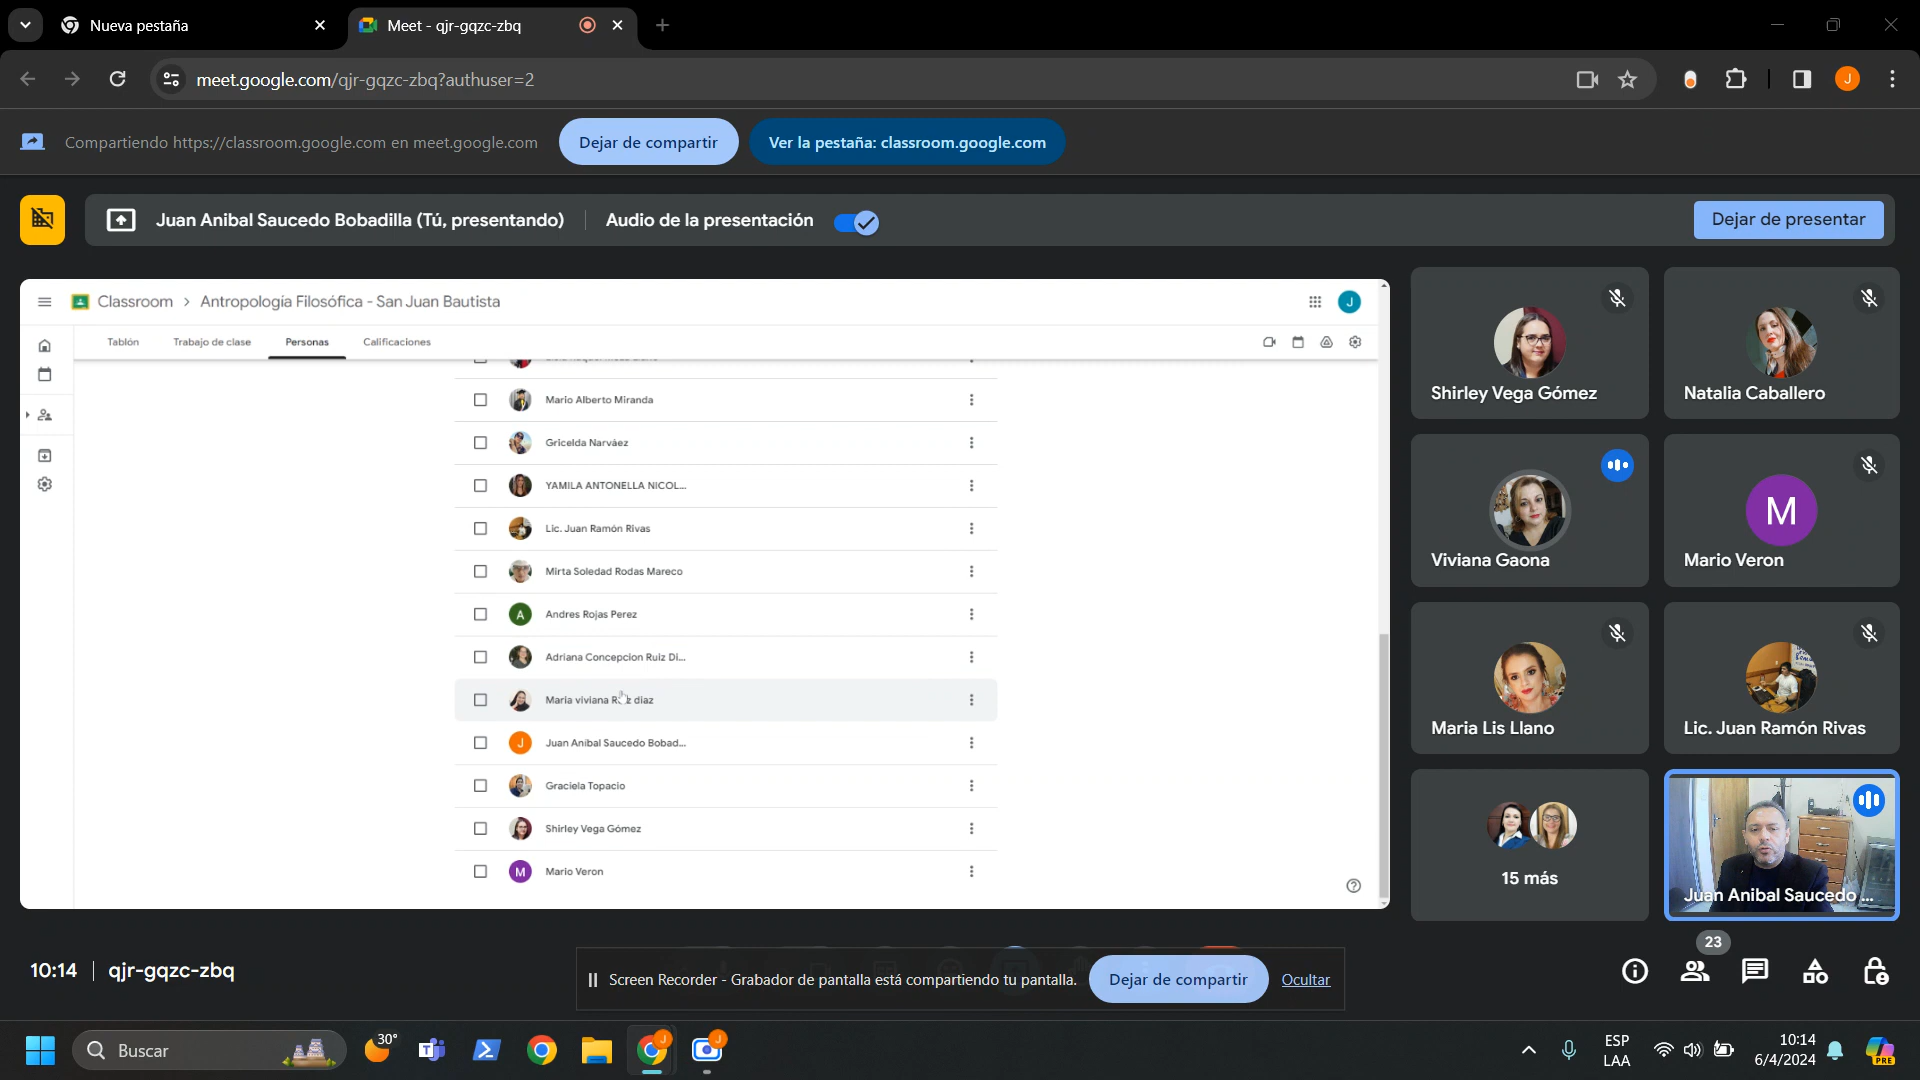 Nueva pestaña
Meet - qjr-gqzc-zbq
meet.google.com/qjr-gqzc-zbq?authuser=2
J
Compartiendo https://classroom.google.com en meet.google.com
Dejar de compartir
Ver la pestaña: classroom.google.com
Juan Anibal Saucedo Bobadilla (Tú, presentando)
Audio de la presentación
Dejar de presentar
Classroom > Antropología Filosófica - San Juan Bautista
J
Tablón Trabajo de clase Personas Calificaciones
Mario Alberto Miranda
Gricelda Narváez
YAMILA ANTONELLA NICOL...
Lic. Juan Ramón Rivas
Mirta Soledad Rodas Mareco
A Andres Rojas Perez
Adriana Concepcion Ruiz Di...
Maria viviana diaz
J Juan Anibal Saucedo Bobad...
Graciela Topacio
Shirley Vega Gómez
M Mario Veron
Shirley Vega Gómez
Natalia Caballero
Viviana Gaona
M
Mario Veron
Maria Lis Llano
Lic. Juan Ramón Rivas
15 más
Juan Anibal Saucedo ...
10:14 | qjr-gqzc-zbq
Screen Recorder - Grabador de pantalla está compartiendo tu pantalla.
Dejar de compartir
Ocultar
23
Buscar
30°
J
J
ESP
LAA
10:14
6/4/2024
PRE